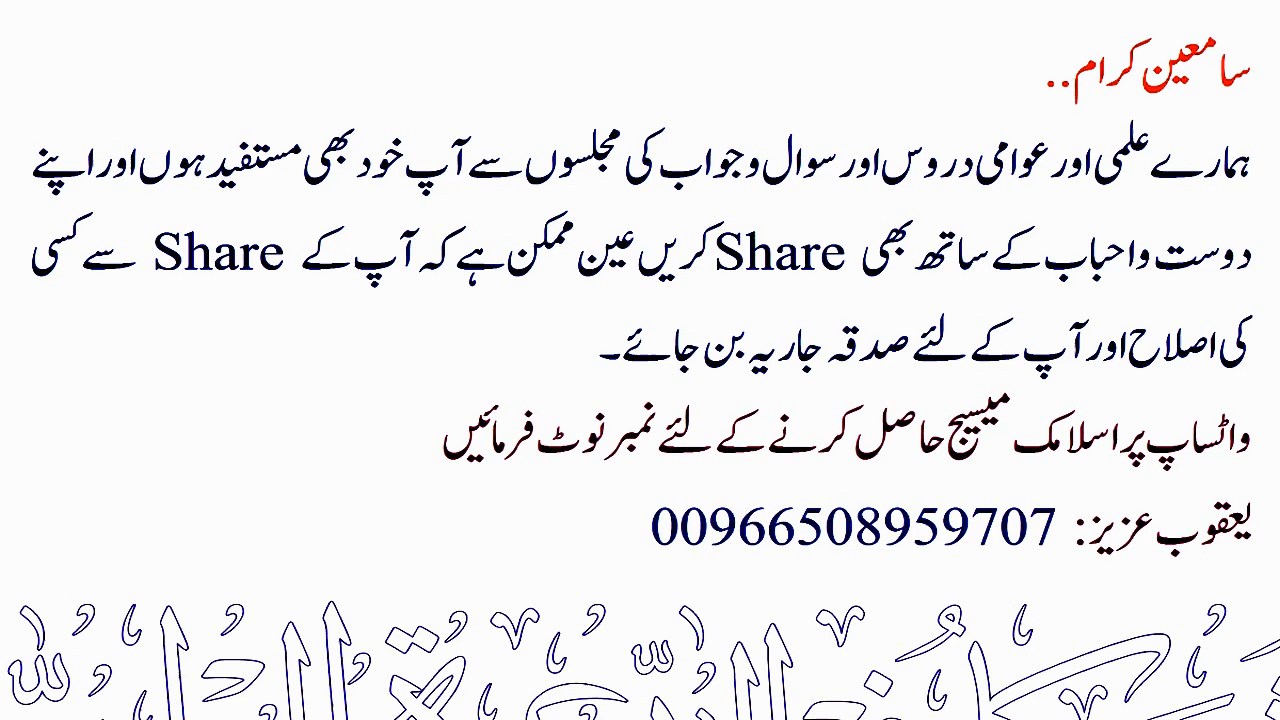 سامعین کرام..
ہمارے علمی اور عوامی دروس اور سوال وجواب کی مجلسوں سے آپ خود بھی مستفید ہوں اور اپنے
دوست واحباب کے ساتھ بھی Share کریں عین ممکن ہے کہ آپ کے Share سے کسی
کی اصلاح اور آپ کے لئے صدقہ جاریہ بن جائے۔
واٹساپ پر اسلامک میسیج حاصل کرنے کے لئے نمبر نوٹ فرمائیں
یعقوب عزیز: 00966508959707